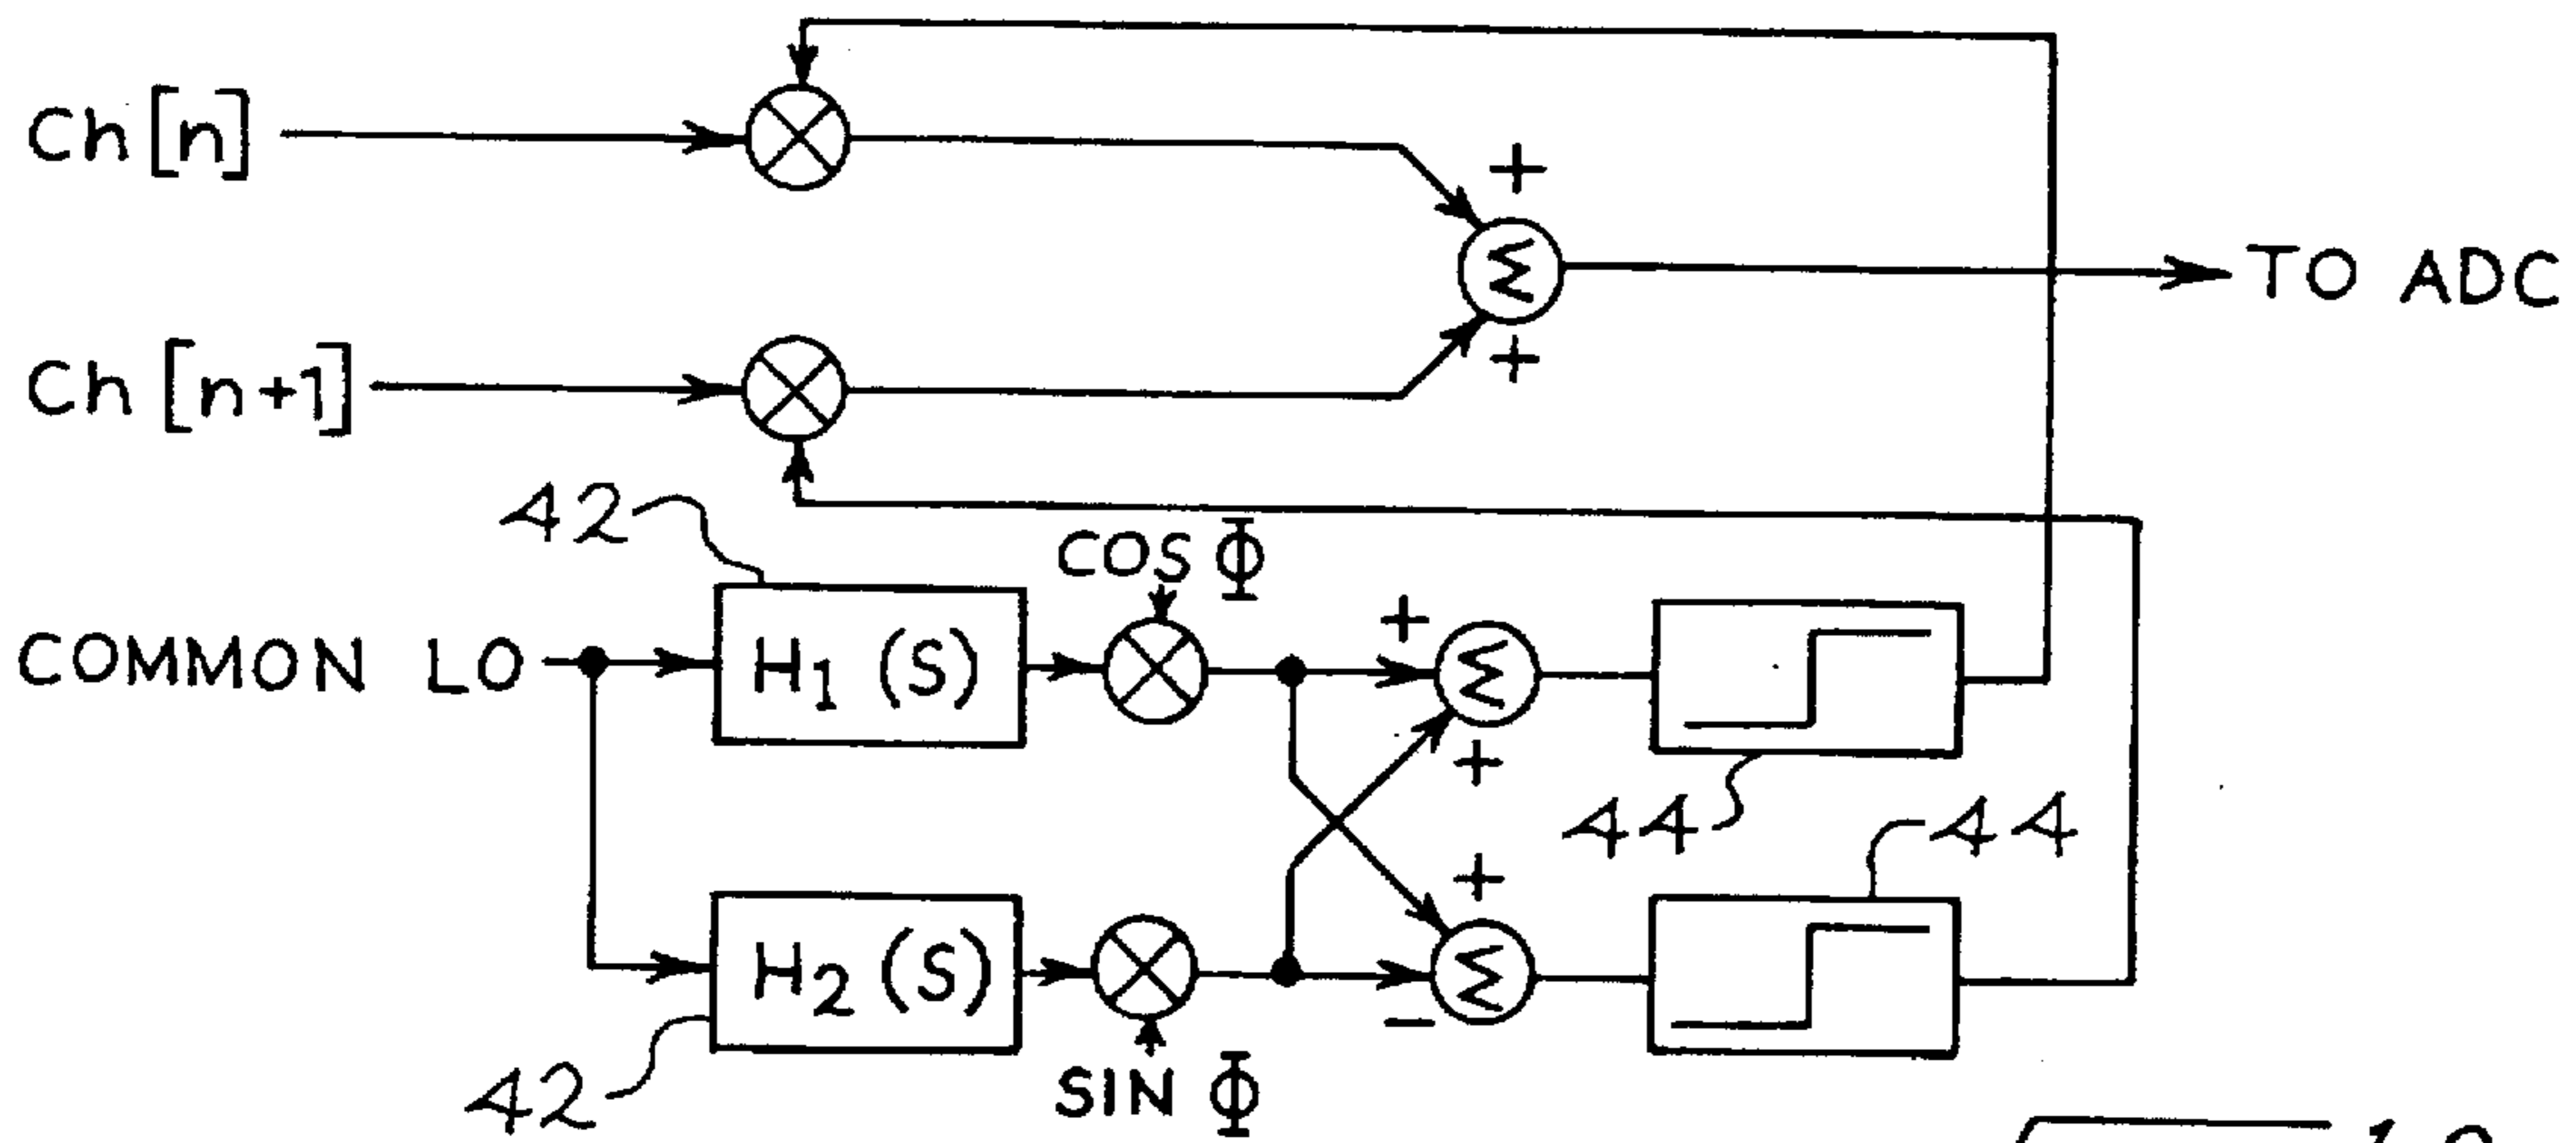 Ch [n]
+
Σ
TO ADC
+
Ch [n+1]
42
COS Φ
COMMON LO
H1 (S)
+
Σ
+
44
44
H2 (S)
+
Σ
−
SIN Φ
42